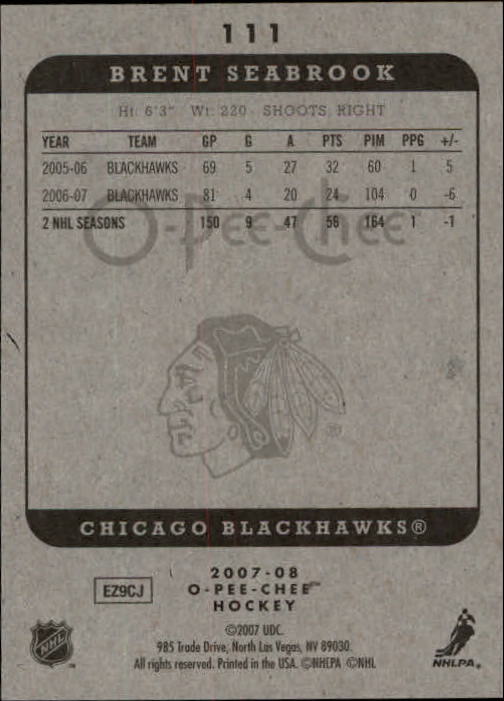 111
BRENT SEABROOK
Ht: 6'3" Wt: 220 SHOOTS: RIGHT
YEAR TEAM GP G A PTS PIM PPG +/-
2005-06 BLACKHAWKS 69 5 27 32 60 1 5
2006-07 BLACKHAWKS 81 4 20 24 104 0 -6
2 NHL SEASONS 150 9 47 56 164 1 -1
O-Pee-Chee
®
CHICAGO BLACKHAWKS®
2007-08
EZ9CJ O-PEE-CHEE™
HOCKEY
©2007 UDC.
985 Trade Drive, North Las Vegas, NV 89030.
All rights reserved. Printed in the USA. ©NHLPA ©NHL
NHL™
NHLPA®